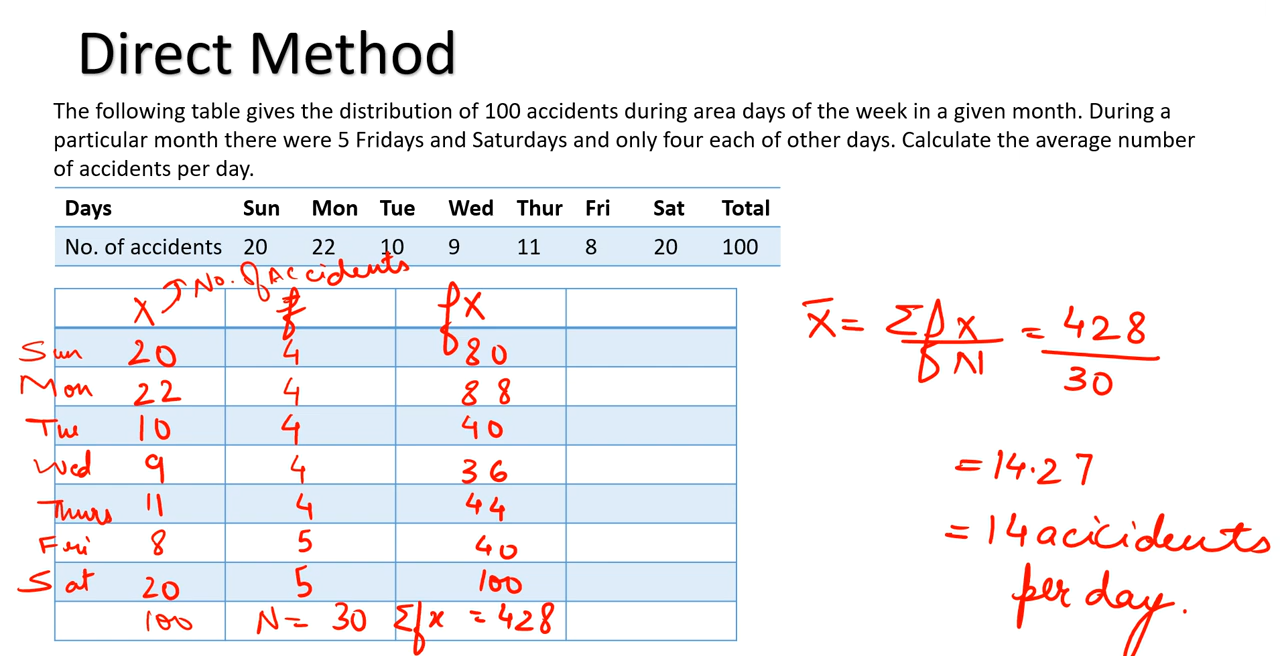 Direct Method
The following table gives the distribution of 100 accidents during area days of the week in a given month. During a
particular month there were 5 Fridays and Saturdays and only four each of other days. Calculate the average number
of accidents per day.
Days Sun Mon Tue Wed Thur Fri Sat Total
No. of accidents 20 22 10 9 11 8 20 100
X → No. of Accidents f fX
Sun 20 4 80
Mon 22 4 88
Tue 10 4 40
Wed 9 4 36
Thurs 11 4 44
Fri 8 5 40
Sat 20 5 100
100 N = 30 Σfx = 428
X̄ = Σfx / N = 428 / 30
= 14.27
= 14 acicidents
per day.